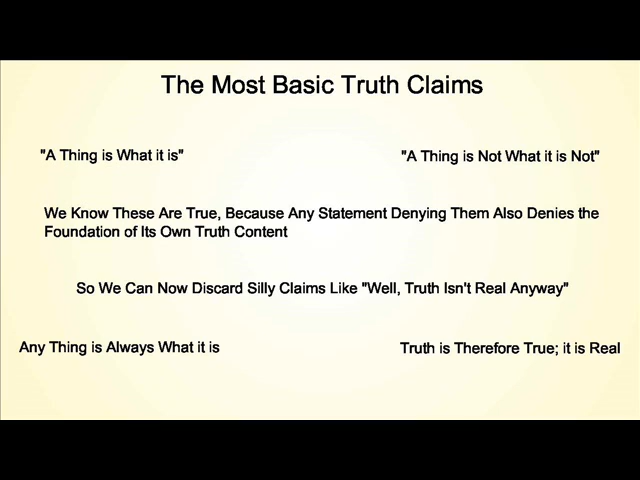 The Most Basic Truth Claims
"A Thing is What it is"
"A Thing is Not What it is Not"
We Know These Are True, Because Any Statement Denying Them Also Denies the
Foundation of Its Own Truth Content
So We Can Now Discard Silly Claims Like "Well, Truth Isn't Real Anyway"
Any Thing is Always What it is
Truth is Therefore True; it is Real